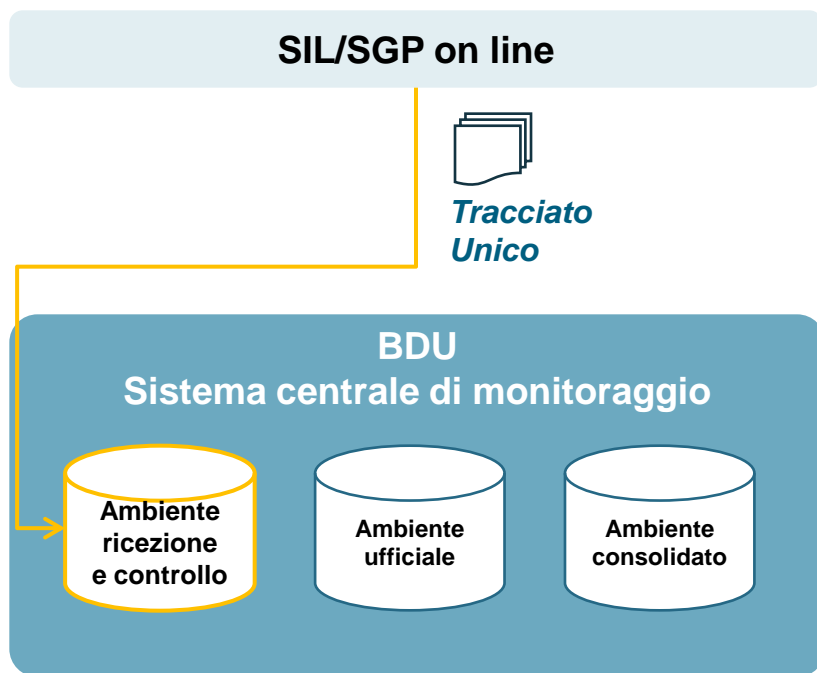 SIL/SGP on line
Tracciato
Unico
BDU
Sistema centrale di monitoraggio
Ambiente
ricezione
e controllo
Ambiente
ufficiale
Ambiente
consolidato